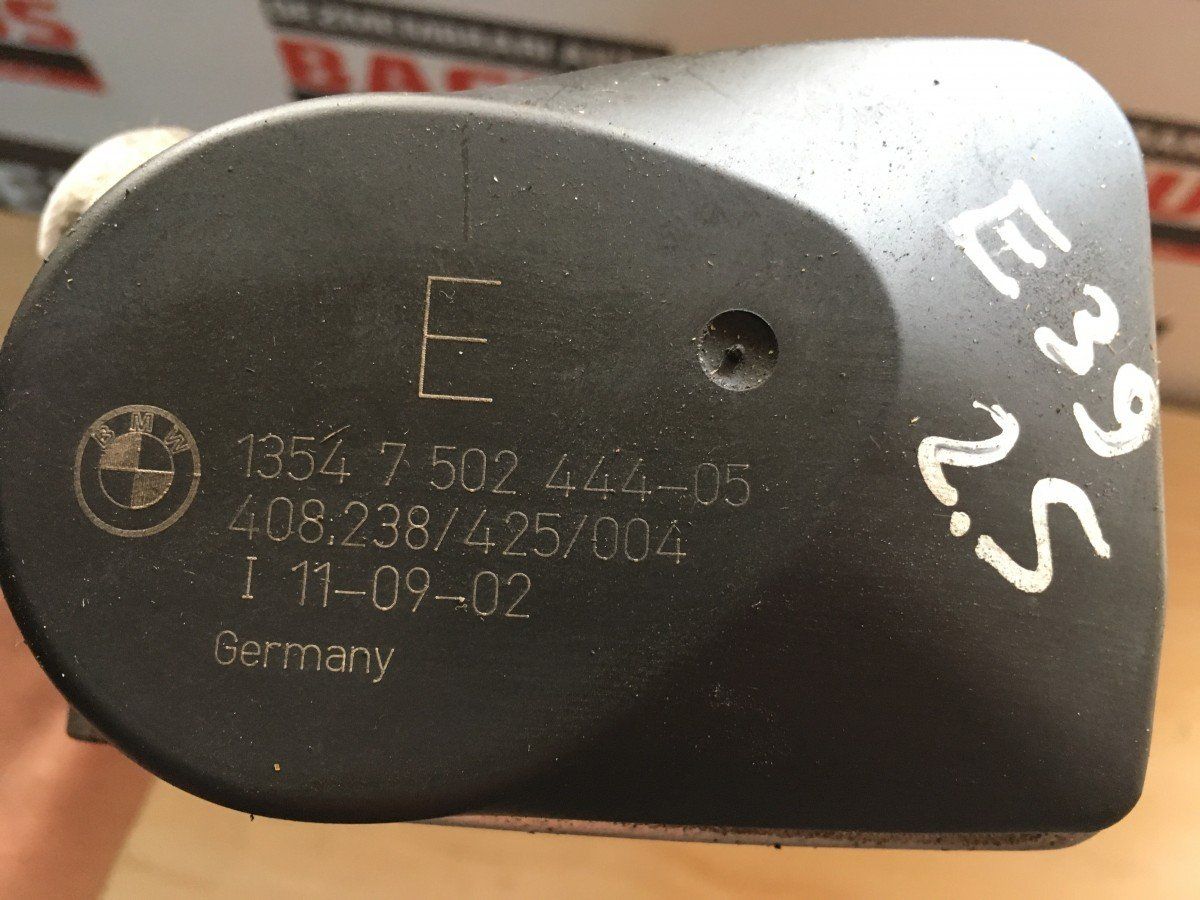 E
BMW
1354 7 502 444-05
408.238/425/004
I 11-09-02
Germany
E39
2.5